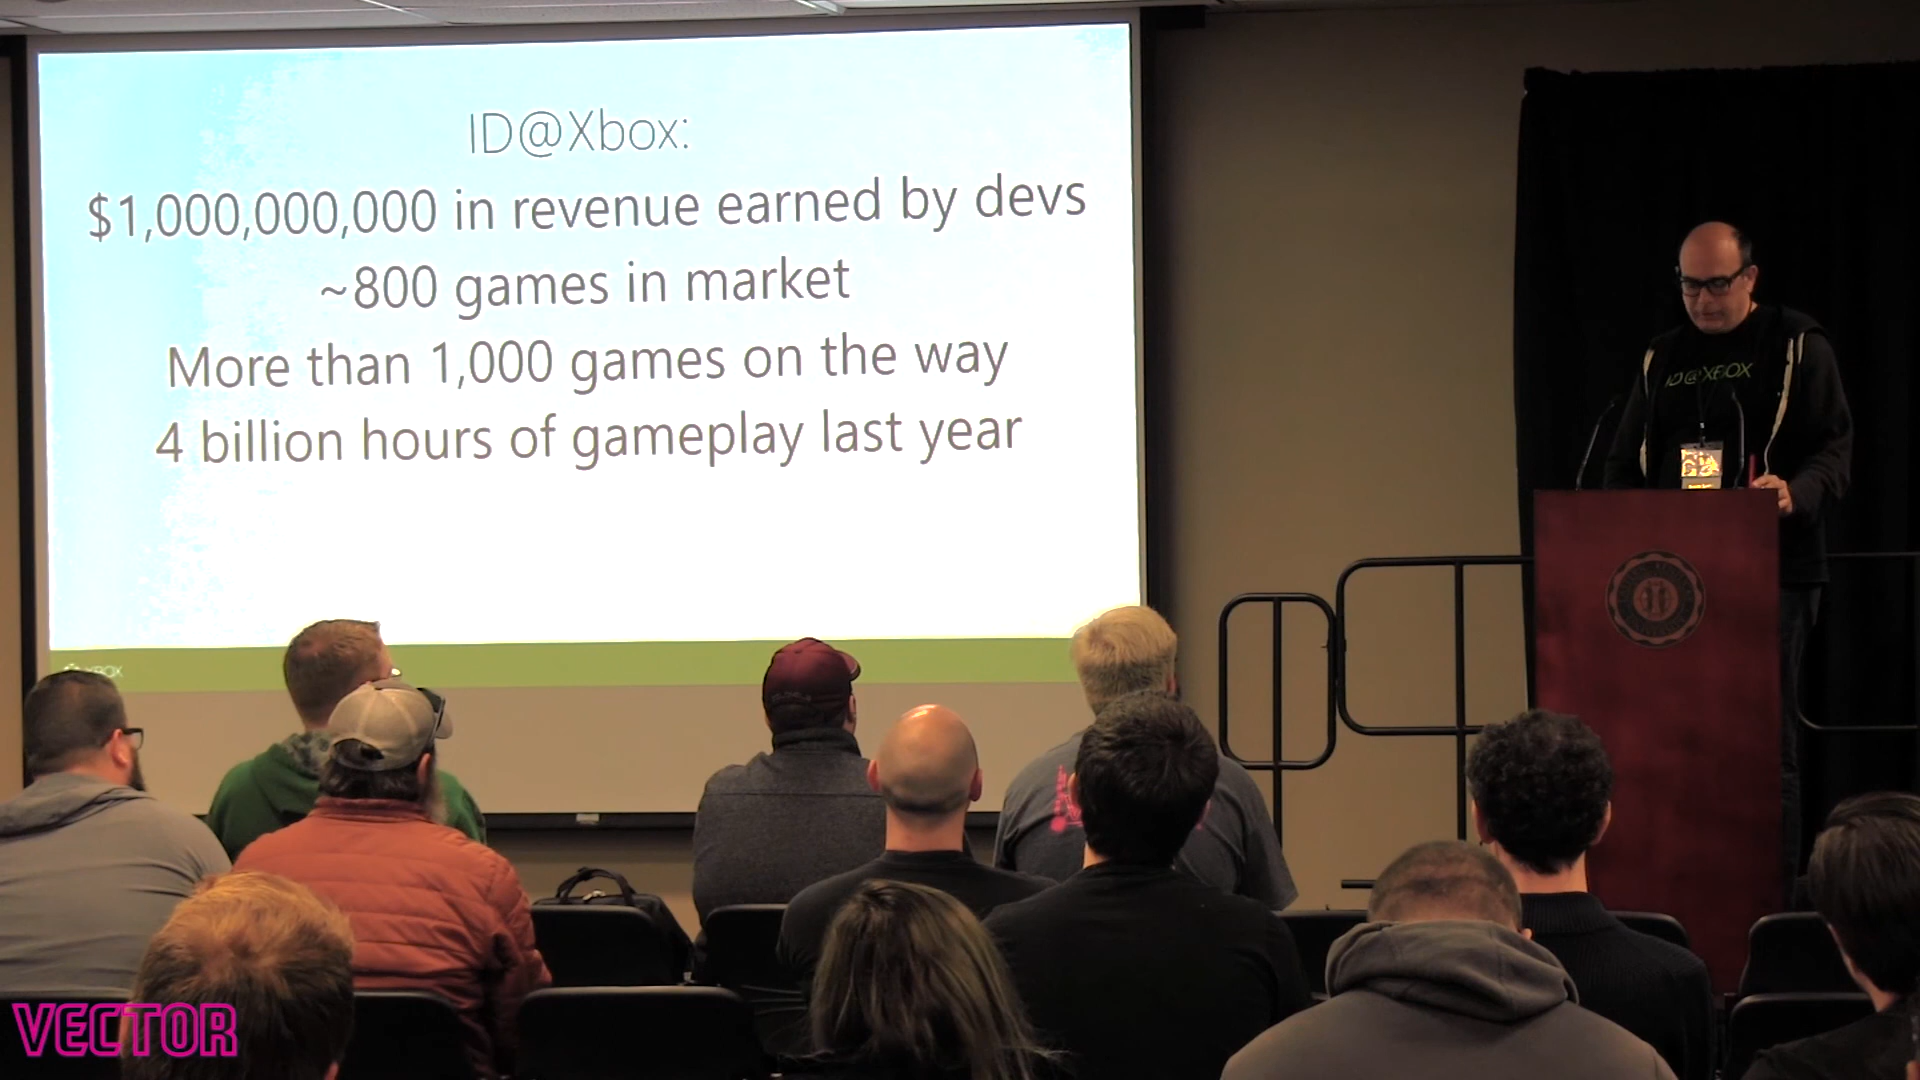 ID@Xbox:
$1,000,000,000 in revenue earned by devs
~800 games in market
More than 1,000 games on the way
4 billion hours of gameplay last year
XBOX
ID@XBOX
VECTOR